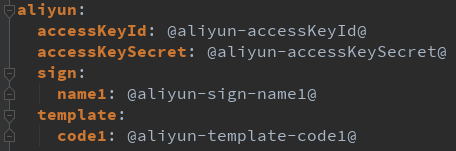 aliyun:
  accessKeyId: @aliyun-accessKeyId@
  accessKeySecret: @aliyun-accessKeySecret@
  sign:
    name1: @aliyun-sign-name1@
  template:
    code1: @aliyun-template-code1@